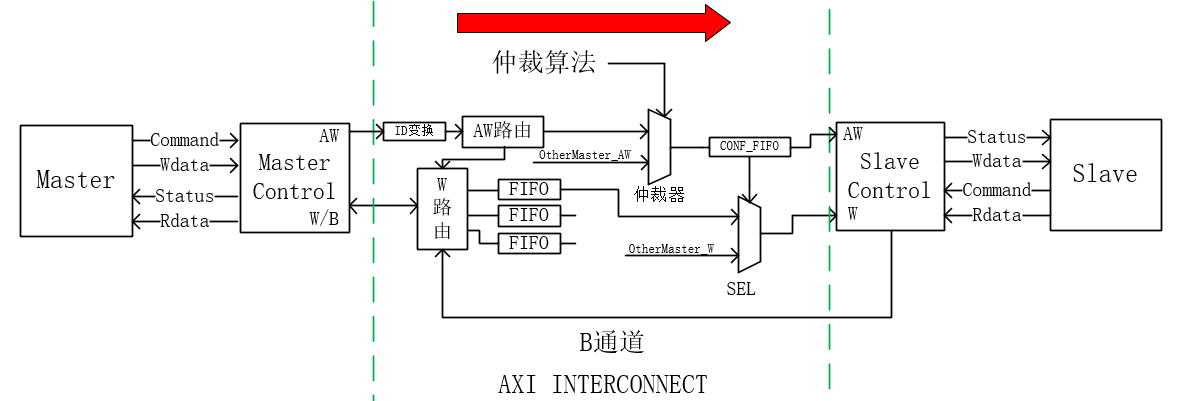 仲裁算法
Master
Command
Wdata
Status
Rdata
AW
Master
Control
W/B
ID变换
AW路由
OtherMaster_AW
仲裁器
CONF_FIFO
W
路
由
FIFO
FIFO
FIFO
OtherMaster_W
SEL
AW
Slave
Control
W
Status
Wdata
Command
Rdata
Slave
B通道
AXI INTERCONNECT